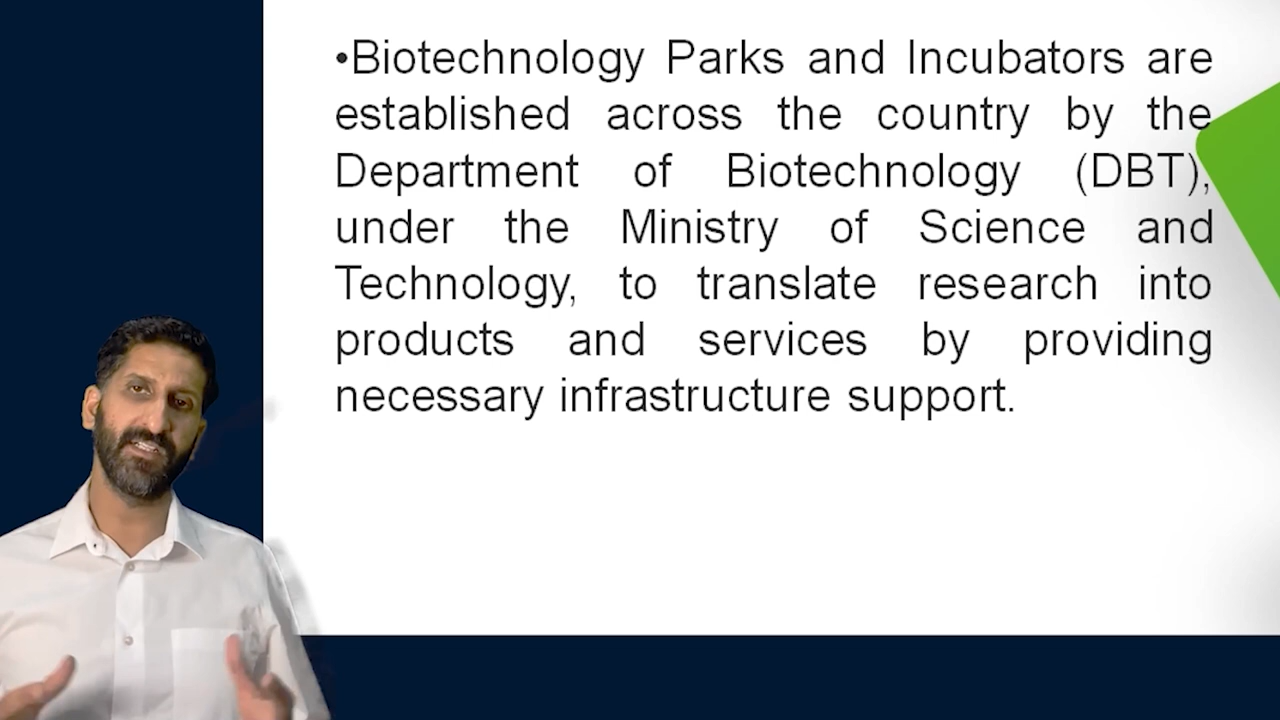 •Biotechnology Parks and Incubators are
established across the country by the
Department of Biotechnology (DBT),
under the Ministry of Science and
Technology, to translate research into
products and services by providing
necessary infrastructure support.